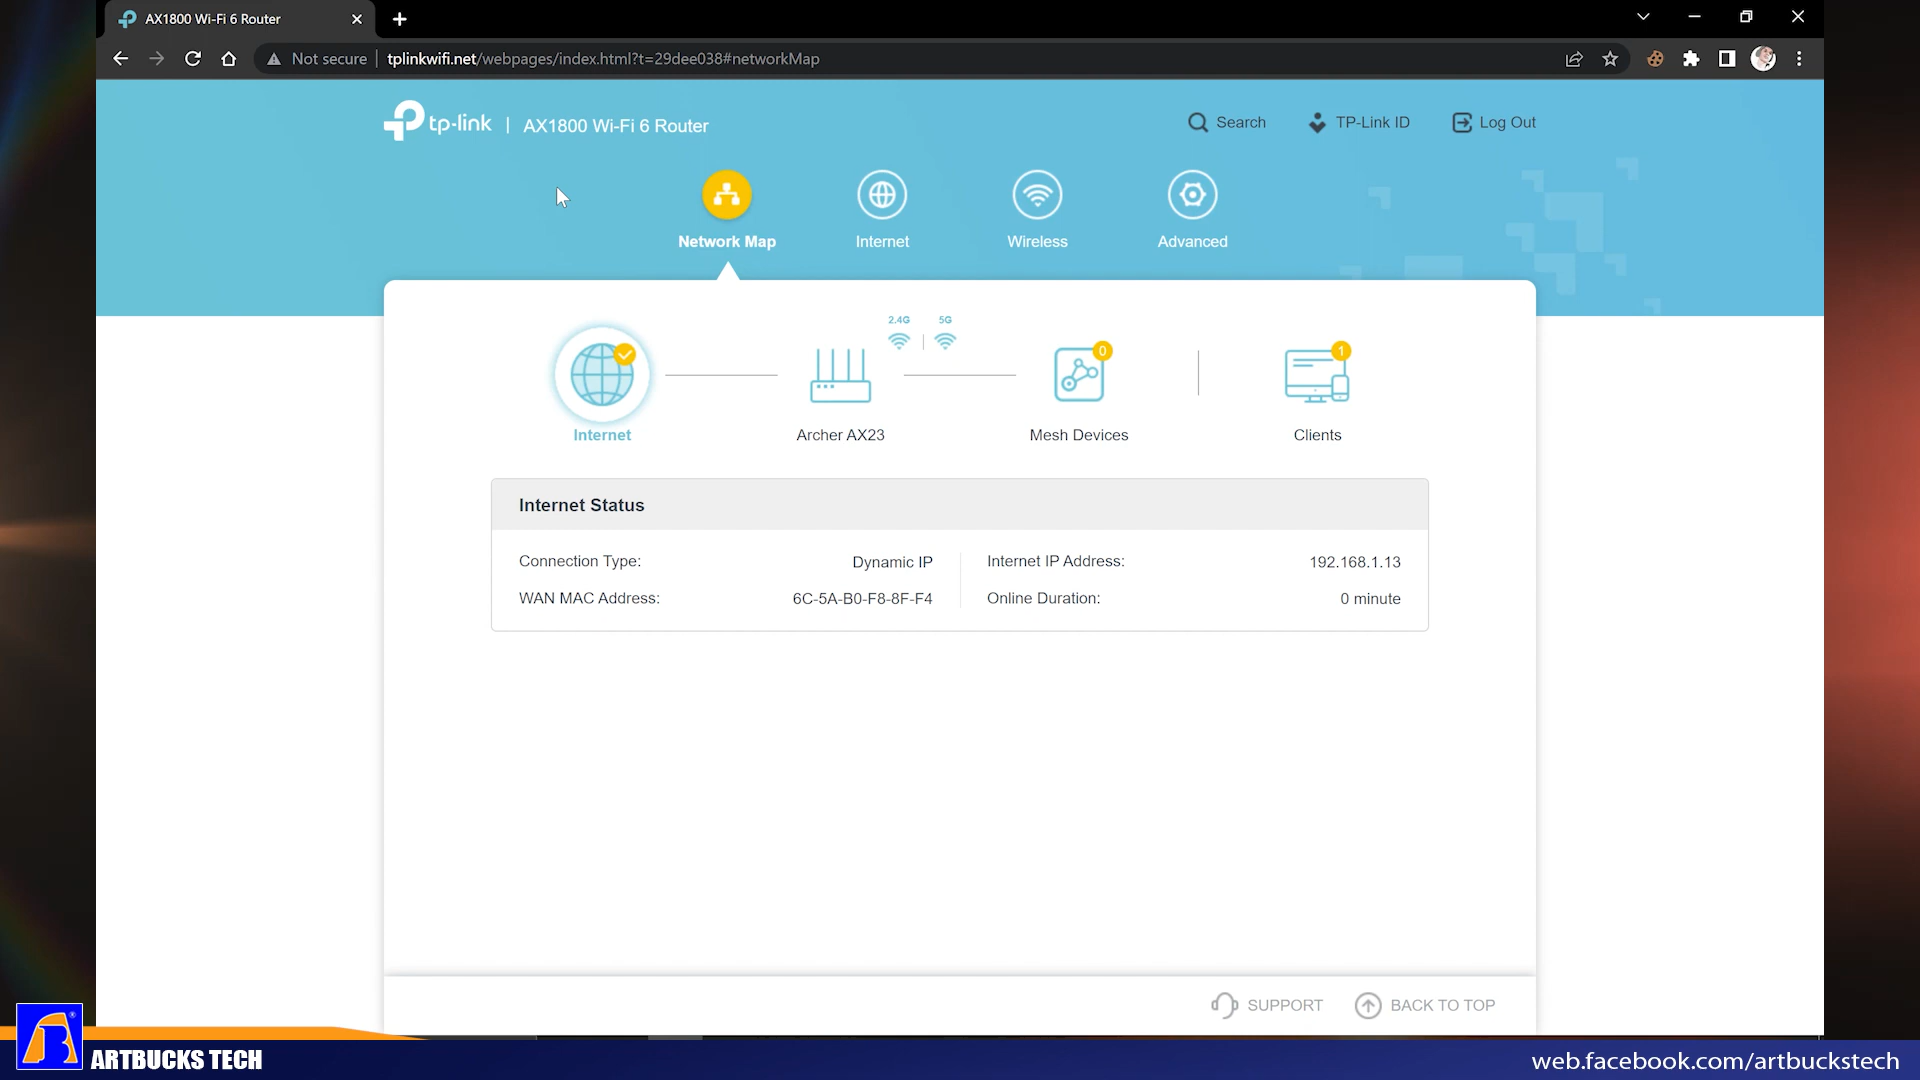 AX1800 Wi-Fi 6 Router
Not secure | tplinkwifi.net/webpages/index.html?t=29dee038#networkMap
tp-link | AX1800 Wi-Fi 6 Router
Search
TP-Link ID
Log Out
Network Map
Internet
Wireless
Advanced
2.4G
5G
0
1
Internet
Archer AX23
Mesh Devices
Clients
Internet Status
Connection Type: Dynamic IP
Internet IP Address: 192.168.1.13
WAN MAC Address: 6C-5A-B0-F8-8F-F4
Online Duration: 0 minute
SUPPORT
BACK TO TOP
ARTBUCKS TECH
web.facebook.com/artbuckstech